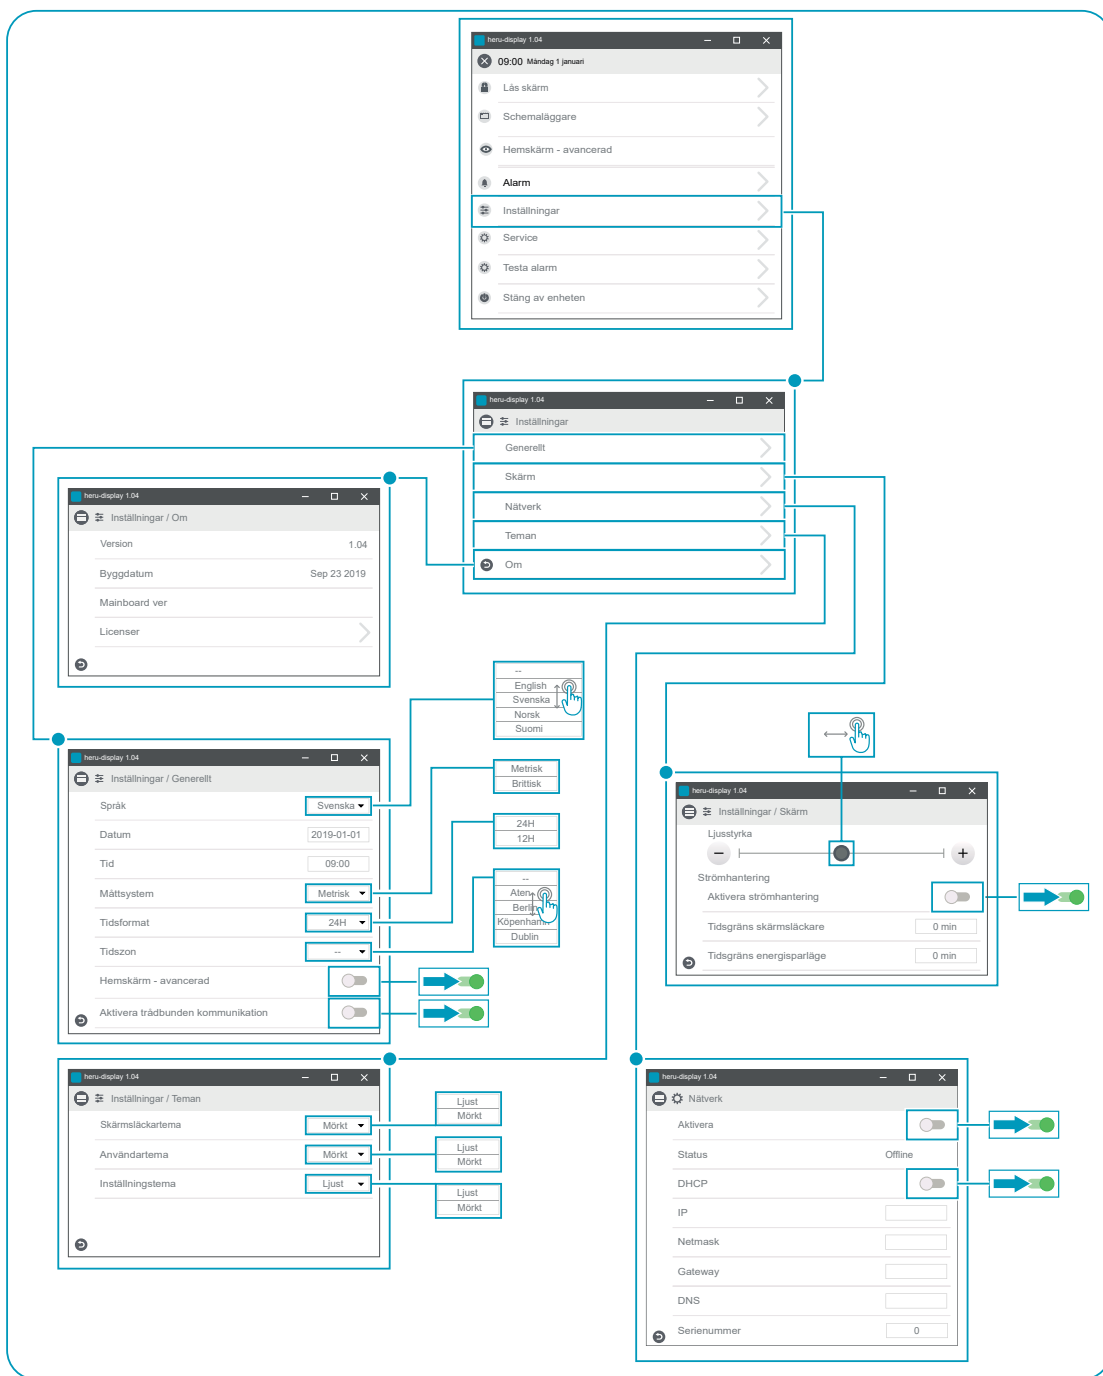 heru-display 1.04
09:00 Måndag 1 januari
Lås skärm
Schemaläggare
Hemskärm - avancerad
Alarm
Inställningar
Service
Testa alarm
Stäng av enheten
heru-display 1.04
Inställningar
Generellt
Skärm
Nätverk
Teman
Om
heru-display 1.04
Inställningar / Om
Version 1.04
Byggdatum Sep 23 2019
Mainboard ver
Licenser
--
English
Svenska
Norsk
Suomi
heru-display 1.04
Inställningar / Generellt
Språk Svenska
Datum 2019-01-01
Tid 09:00
Måttsystem Metrisk
Tidsformat 24H
Tidszon --
Hemskärm - avancerad
Aktivera trådbunden kommunikation
Metrisk
Brittisk
24H
12H
--
Aten
Berlin
Köpenhamn
Dublin
heru-display 1.04
Inställningar / Skärm
Ljusstyrka
Strömhantering
Aktivera strömhantering
Tidsgräns skärmsläckare 0 min
Tidsgräns energisparläge 0 min
heru-display 1.04
Inställningar / Teman
Skärmsläckartema Mörkt
Användartema Mörkt
Inställningstema Ljust
Ljust
Mörkt
Ljust
Mörkt
Ljust
Mörkt
heru-display 1.04
Nätverk
Aktivera
Status Offline
DHCP
IP
Netmask
Gateway
DNS
Serienummer 0